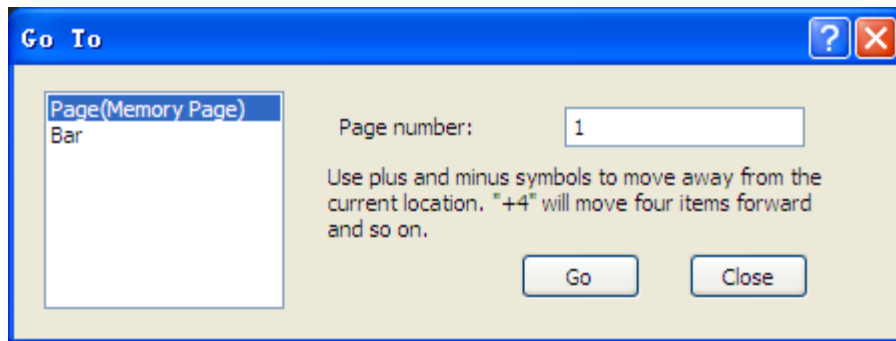 Go To
Page(Memory Page)
Bar
Page number:
1
Use plus and minus symbols to move away from the
current location. "+4" will move four items forward
and so on.
Go
Close